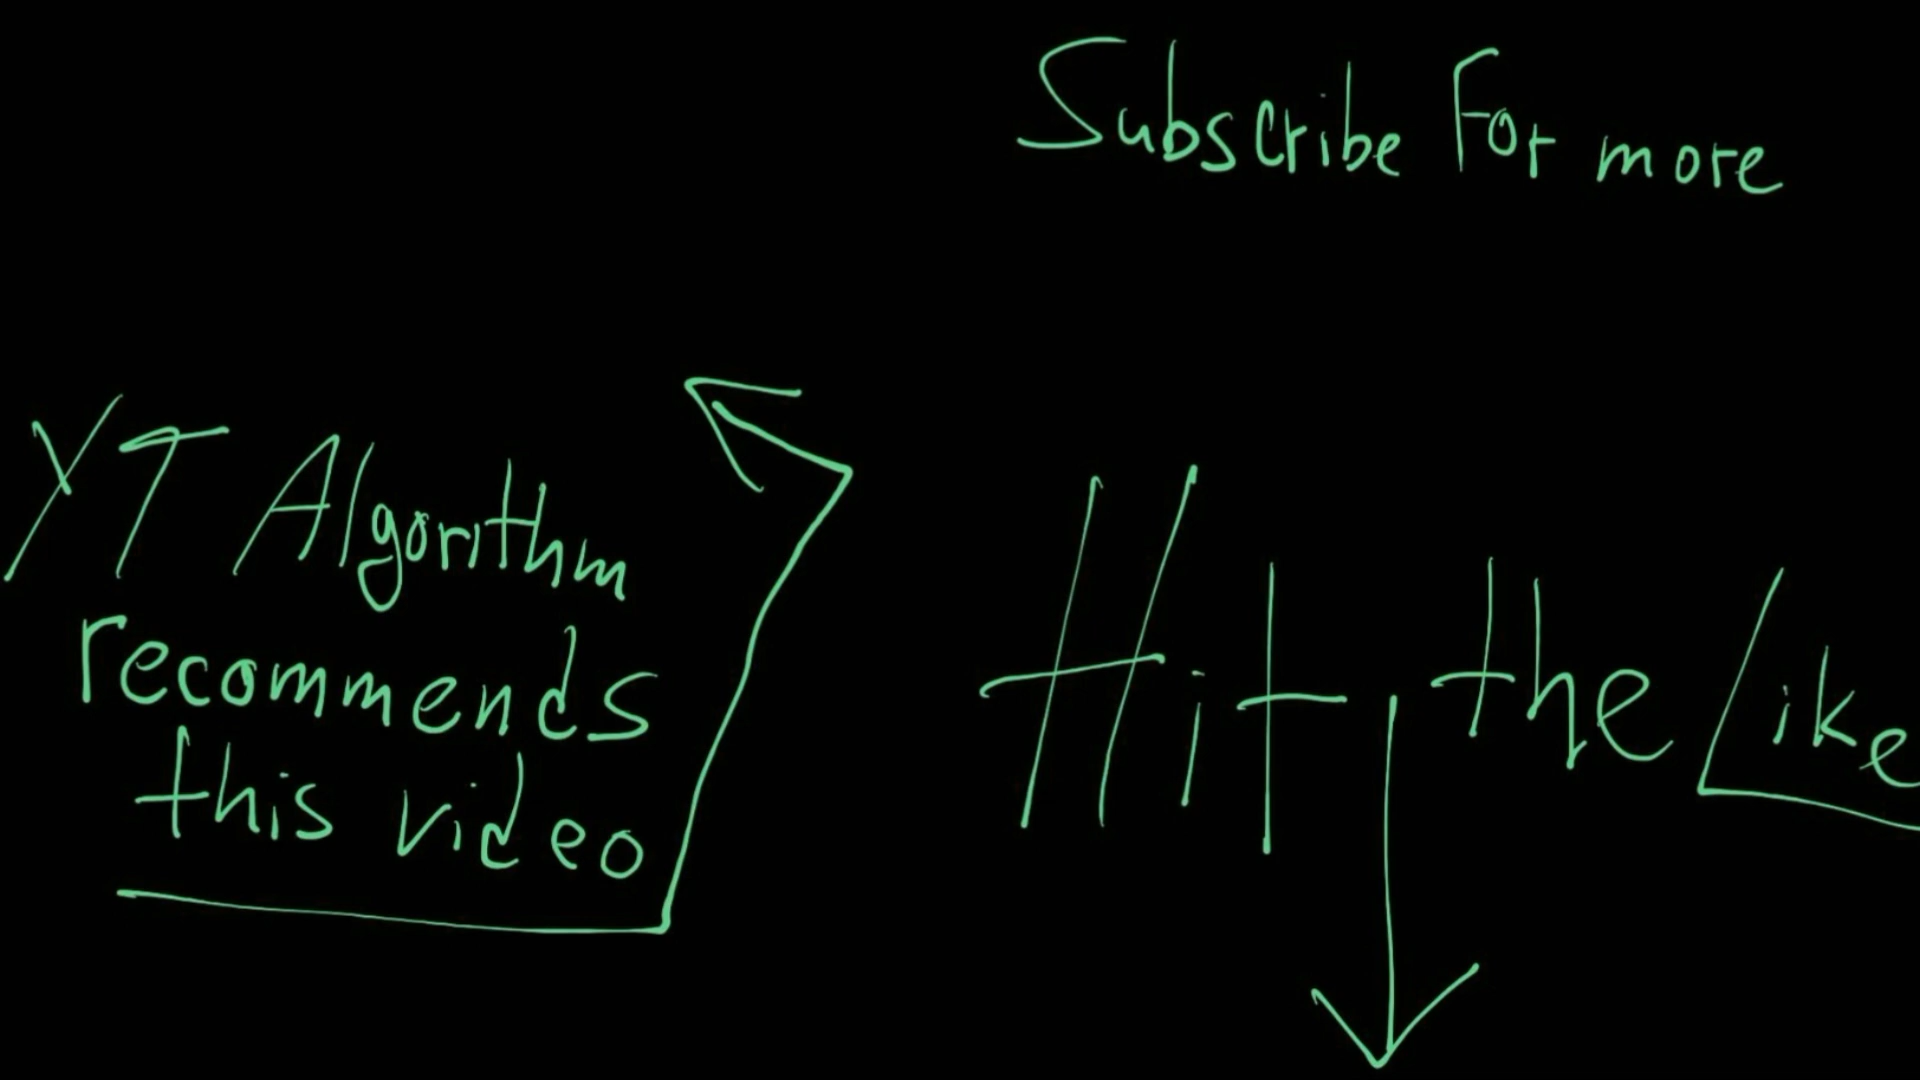 Subscribe For more
YT Algorithm
recommends
this video
Hit the Like